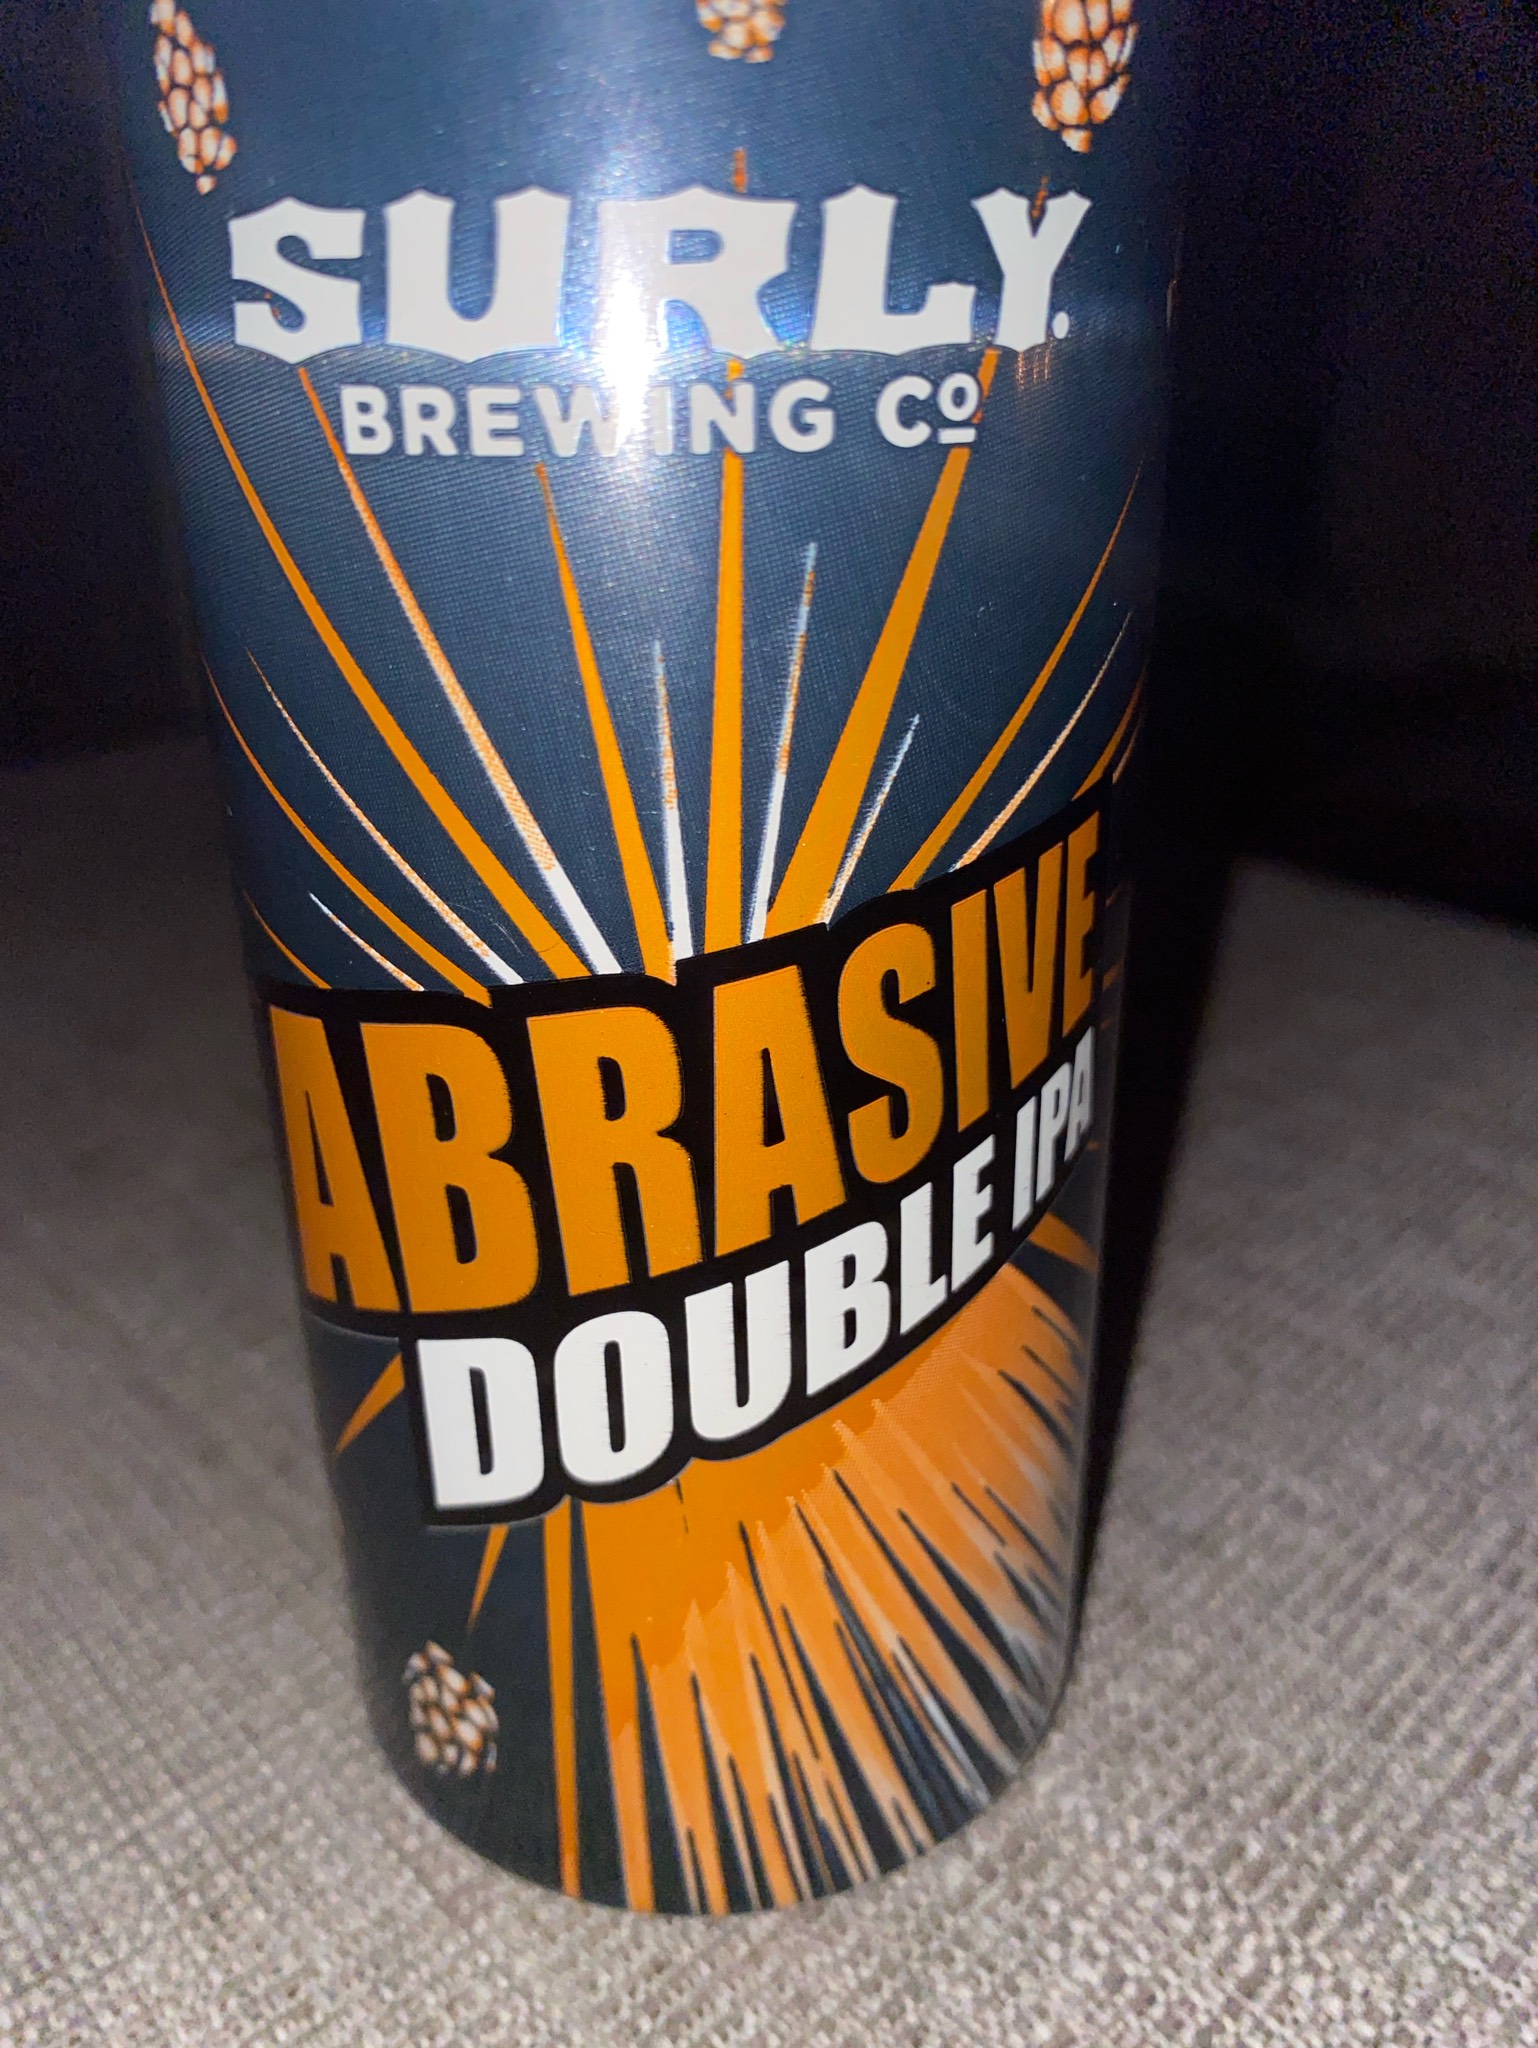 SURLY.
BREWING Co
ABRASIVE
DOUBLE IPA